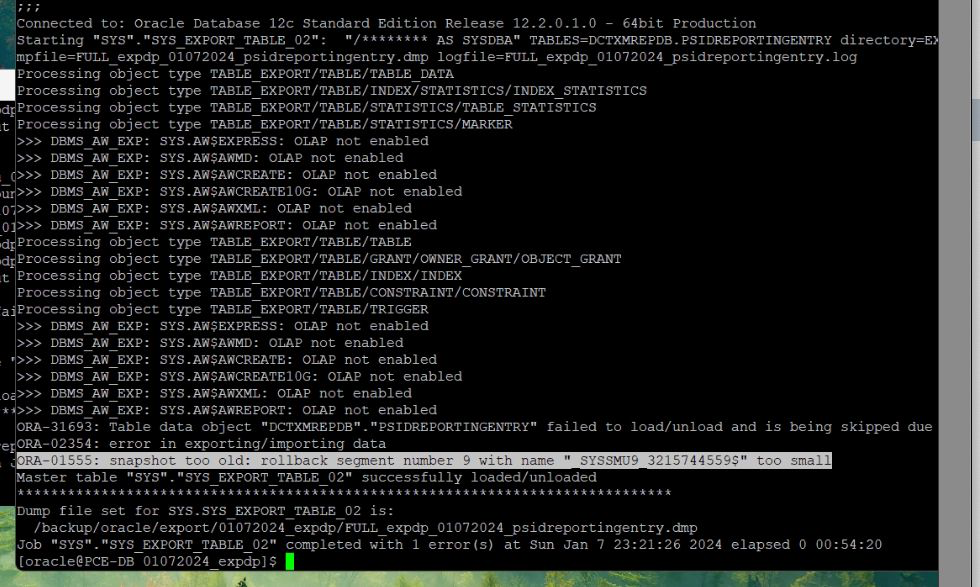 ;;;
Connected to: Oracle Database 12c Standard Edition Release 12.2.0.1.0 - 64bit Production
Starting "SYS"."SYS_EXPORT_TABLE_02":  "/******** AS SYSDBA" TABLES=DCTXMREPDB.PSIDREPORTINGENTRY directory=EX
mpfile=FULL_expdp_01072024_psidreportingentry.dmp logfile=FULL_expdp_01072024_psidreportingentry.log
Processing object type TABLE_EXPORT/TABLE/TABLE_DATA
Processing object type TABLE_EXPORT/TABLE/INDEX/STATISTICS/INDEX_STATISTICS
Processing object type TABLE_EXPORT/TABLE/STATISTICS/TABLE_STATISTICS
Processing object type TABLE_EXPORT/TABLE/STATISTICS/MARKER
>>> DBMS_AW_EXP: SYS.AW$EXPRESS: OLAP not enabled
>>> DBMS_AW_EXP: SYS.AW$AWMD: OLAP not enabled
>>> DBMS_AW_EXP: SYS.AW$AWCREATE: OLAP not enabled
>>> DBMS_AW_EXP: SYS.AW$AWCREATE10G: OLAP not enabled
>>> DBMS_AW_EXP: SYS.AW$AWXML: OLAP not enabled
>>> DBMS_AW_EXP: SYS.AW$AWREPORT: OLAP not enabled
Processing object type TABLE_EXPORT/TABLE/TABLE
Processing object type TABLE_EXPORT/TABLE/GRANT/OWNER_GRANT/OBJECT_GRANT
Processing object type TABLE_EXPORT/TABLE/INDEX/INDEX
Processing object type TABLE_EXPORT/TABLE/CONSTRAINT/CONSTRAINT
Processing object type TABLE_EXPORT/TABLE/TRIGGER
>>> DBMS_AW_EXP: SYS.AW$EXPRESS: OLAP not enabled
>>> DBMS_AW_EXP: SYS.AW$AWMD: OLAP not enabled
>>> DBMS_AW_EXP: SYS.AW$AWCREATE: OLAP not enabled
>>> DBMS_AW_EXP: SYS.AW$AWCREATE10G: OLAP not enabled
>>> DBMS_AW_EXP: SYS.AW$AWXML: OLAP not enabled
>>> DBMS_AW_EXP: SYS.AW$AWREPORT: OLAP not enabled
ORA-31693: Table data object "DCTXMREPDB"."PSIDREPORTINGENTRY" failed to load/unload and is being skipped due
ORA-02354: error in exporting/importing data
ORA-01555: snapshot too old: rollback segment number 9 with name "_SYSSMU9_3215744559$" too small
Master table "SYS"."SYS_EXPORT_TABLE_02" successfully loaded/unloaded
******************************************************************************
Dump file set for SYS.SYS_EXPORT_TABLE_02 is:
  /backup/oracle/export/01072024_expdp/FULL_expdp_01072024_psidreportingentry.dmp
Job "SYS"."SYS_EXPORT_TABLE_02" completed with 1 error(s) at Sun Jan 7 23:21:26 2024 elapsed 0 00:54:20
[oracle@PCE-DB 01072024_expdp]$